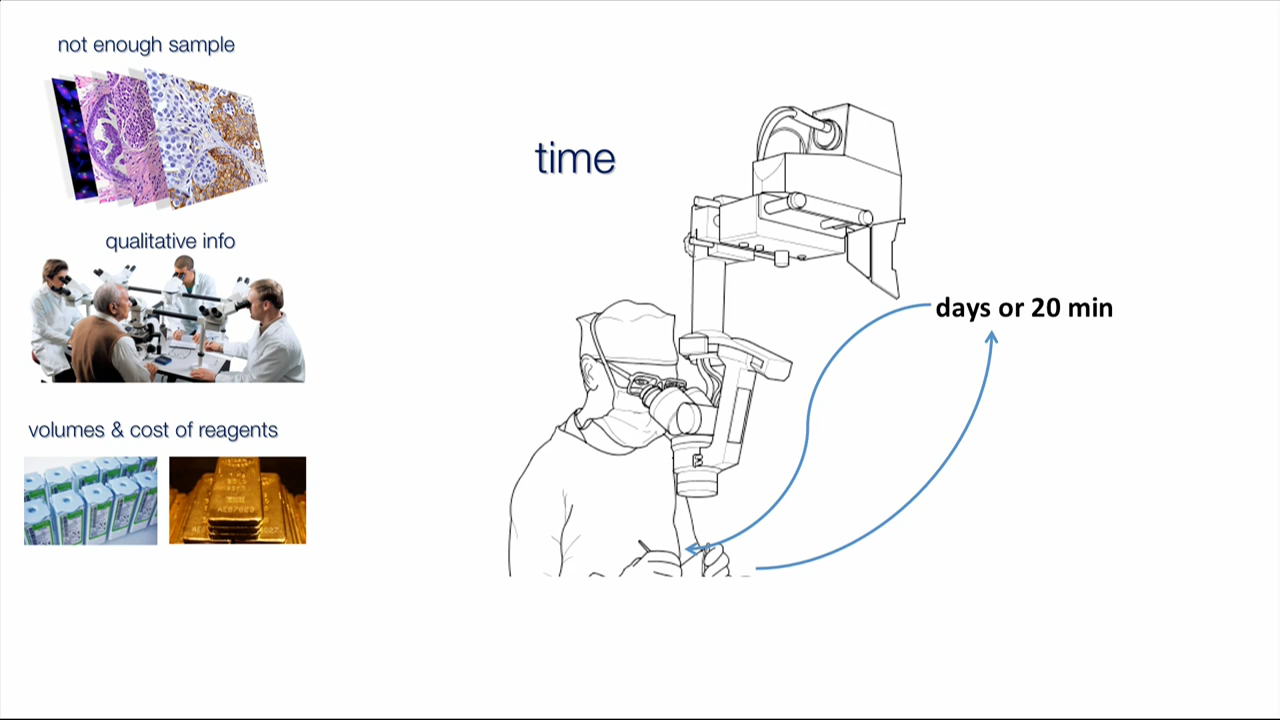 not enough sample
time
qualitative info
days or 20 min
volumes & cost of reagents